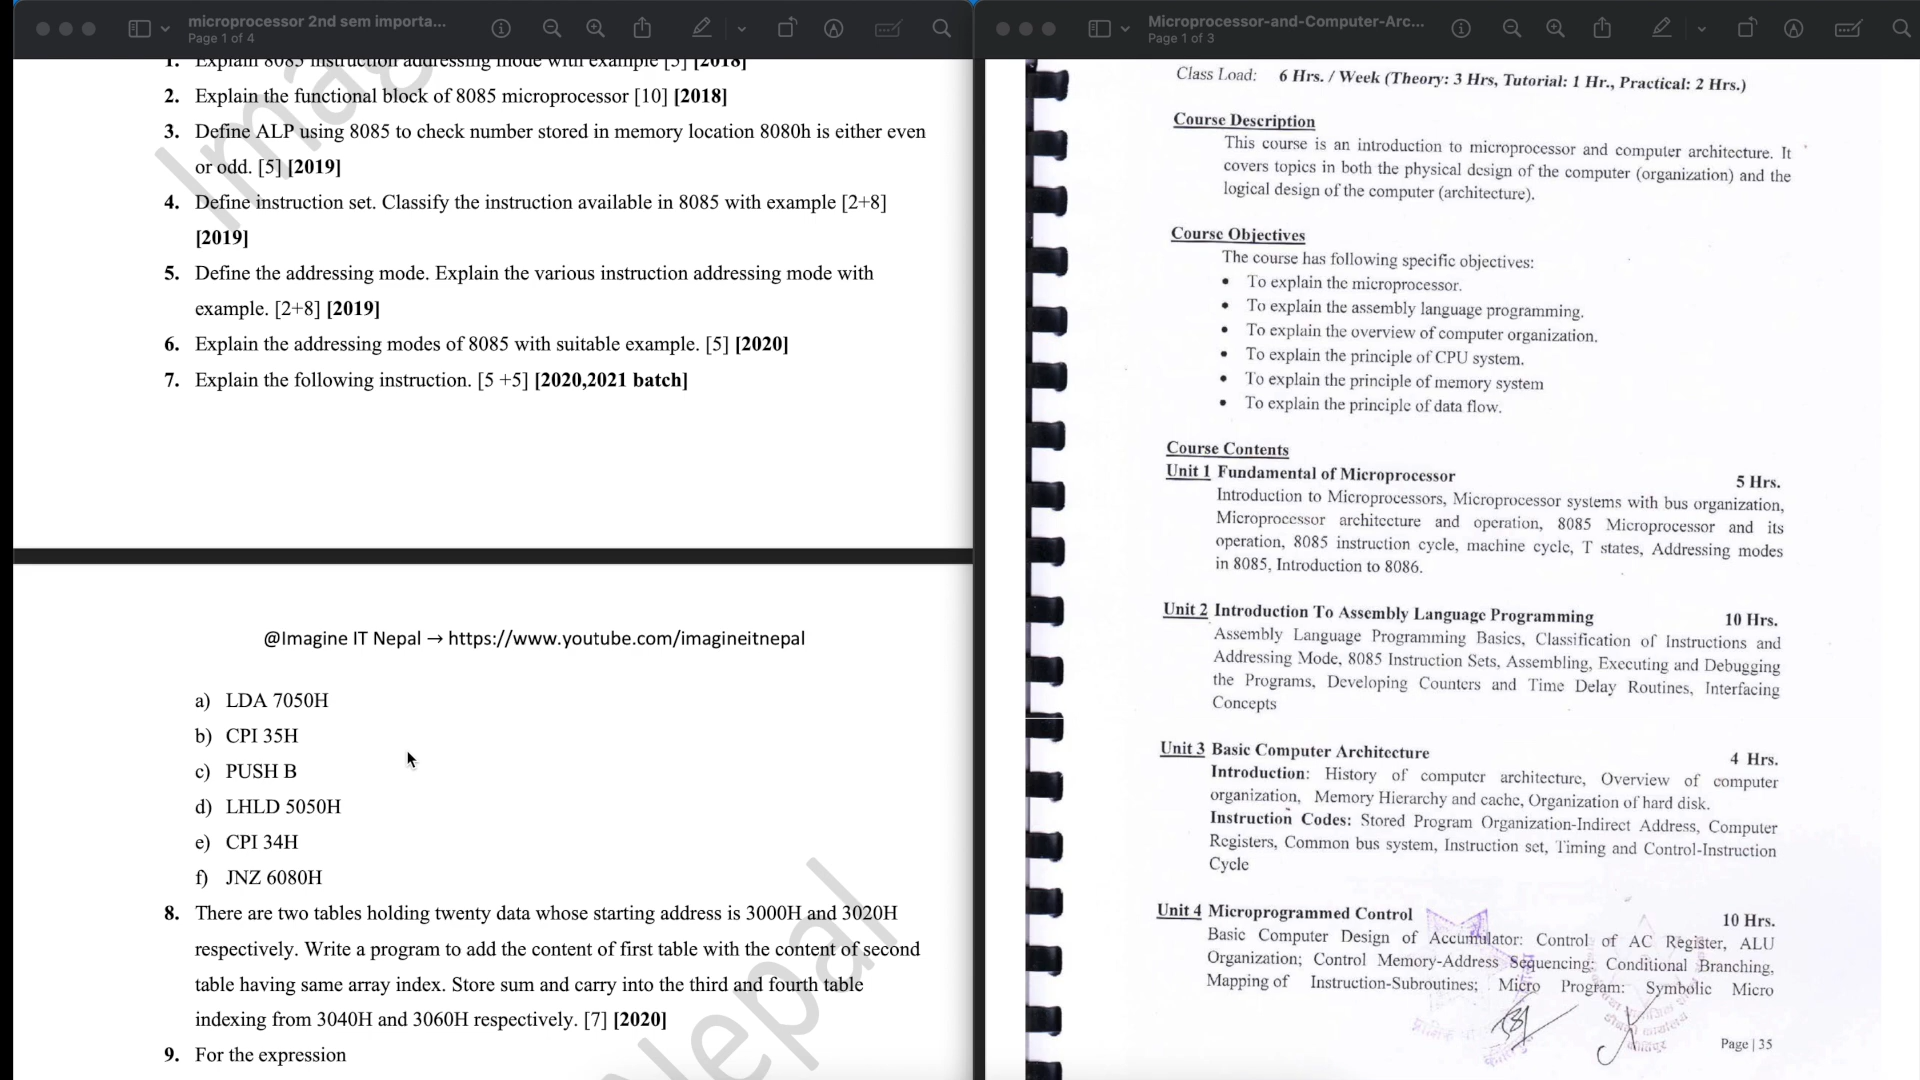 microprocessor 2nd sem importa...
Page 1 of 4
1. Explain 8085 instruction addressing mode with example [5] [2018]
2. Explain the functional block of 8085 microprocessor [10] [2018]
3. Define ALP using 8085 to check number stored in memory location 8080h is either even
or odd. [5] [2019]
4. Define instruction set. Classify the instruction available in 8085 with example [2+8]
[2019]
5. Define the addressing mode. Explain the various instruction addressing mode with
example. [2+8] [2019]
6. Explain the addressing modes of 8085 with suitable example. [5] [2020]
7. Explain the following instruction. [5 +5] [2020,2021 batch]
Imag
@Imagine IT Nepal → https://www.youtube.com/imagineitnepal
a) LDA 7050H
b) CPI 35H
c) PUSH B
d) LHLD 5050H
e) CPI 34H
f) JNZ 6080H
8. There are two tables holding twenty data whose starting address is 3000H and 3020H
respectively. Write a program to add the content of first table with the content of second
table having same array index. Store sum and carry into the third and fourth table
indexing from 3040H and 3060H respectively. [7] [2020]
9. For the expression
Nepal
Microprocessor-and-Computer-Arc...
Page 1 of 3
Class Load: 6 Hrs. / Week (Theory: 3 Hrs, Tutorial: 1 Hr., Practical: 2 Hrs.)
Course Description
This course is an introduction to microprocessor and computer architecture. It
covers topics in both the physical design of the computer (organization) and the
logical design of the computer (architecture).
Course Objectives
The course has following specific objectives:
• To explain the microprocessor.
• To explain the assembly language programming.
• To explain the overview of computer organization.
• To explain the principle of CPU system.
• To explain the principle of memory system
• To explain the principle of data flow.
Course Contents
Unit 1 Fundamental of Microprocessor 5 Hrs.
Introduction to Microprocessors, Microprocessor systems with bus organization,
Microprocessor architecture and operation, 8085 Microprocessor and its
operation, 8085 instruction cycle, machine cycle, T states, Addressing modes
in 8085, Introduction to 8086.
Unit 2 Introduction To Assembly Language Programming 10 Hrs.
Assembly Language Programming Basics, Classification of Instructions and
Addressing Mode, 8085 Instruction Sets, Assembling, Executing and Debugging
the Programs, Developing Counters and Time Delay Routines, Interfacing
Concepts
Unit 3 Basic Computer Architecture 4 Hrs.
Introduction: History of computer architecture, Overview of computer
organization, Memory Hierarchy and cache, Organization of hard disk.
Instruction Codes: Stored Program Organization-Indirect Address, Computer
Registers, Common bus system, Instruction set, Timing and Control-Instruction
Cycle
Unit 4 Microprogrammed Control 10 Hrs.
Basic Computer Design of Accumulator: Control of AC Register, ALU
Organization; Control Memory-Address Sequencing: Conditional Branching,
Mapping of Instruction-Subroutines; Micro Program: Symbolic Micro
Page | 35